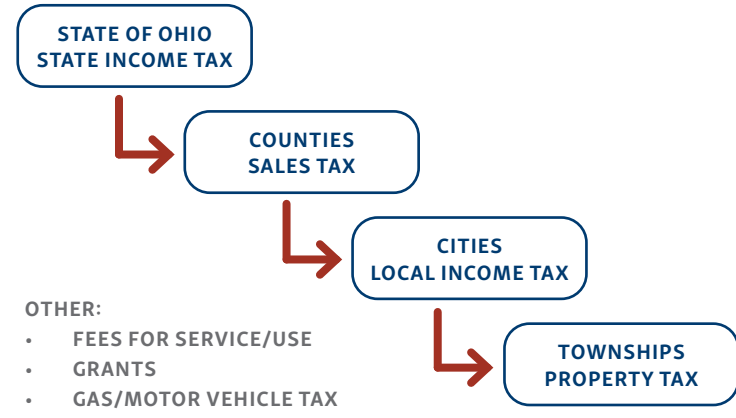 STATE OF OHIO
STATE INCOME TAX
COUNTIES
SALES TAX
CITIES
LOCAL INCOME TAX
TOWNSHIPS
PROPERTY TAX
OTHER:
• FEES FOR SERVICE/USE
• GRANTS
• GAS/MOTOR VEHICLE TAX